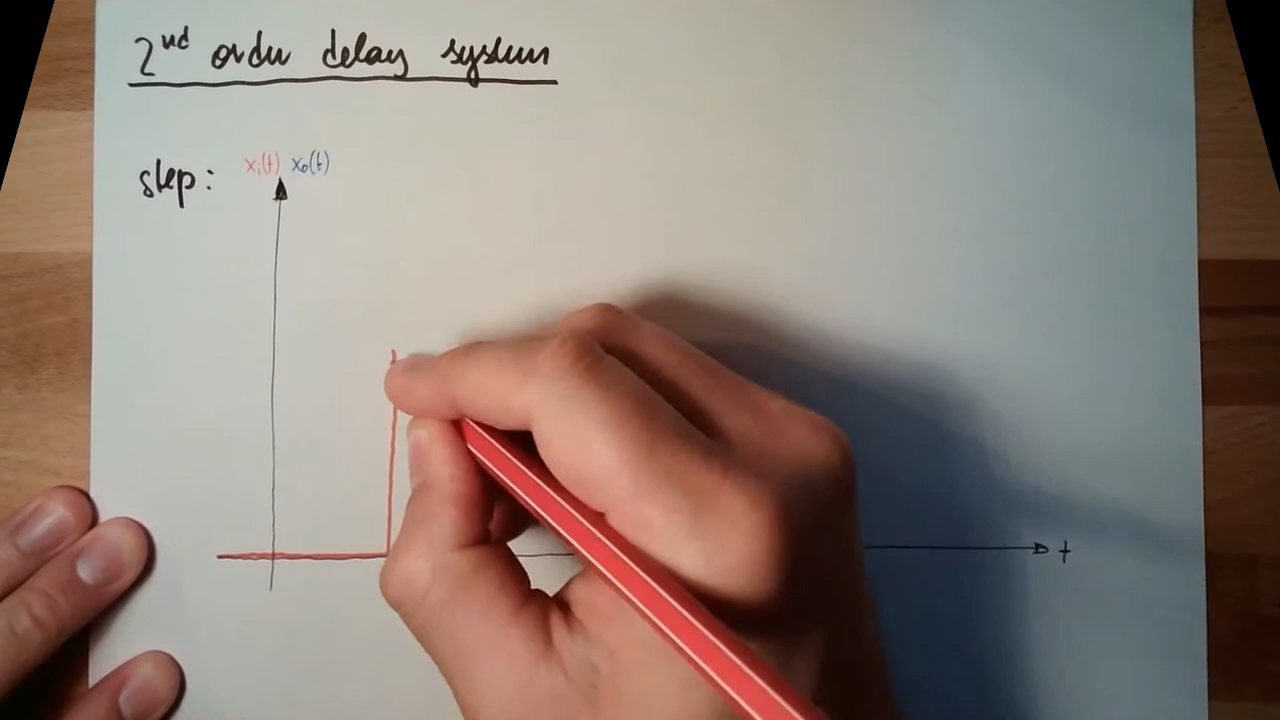 2nd order delay system
step: xi(t) xo(t)
t